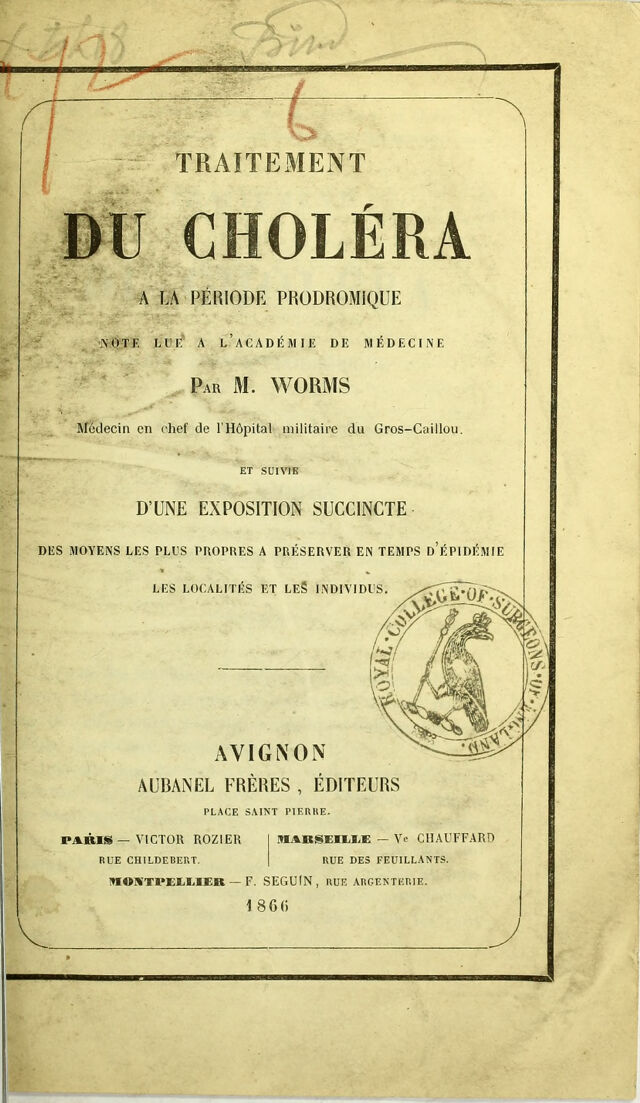 Bind
6
TRAITEMENT
DU CHOLÉRA
A LA PÉRIODE PRODROMIQUE
NOTE LUE A L'ACADÉMIE DE MÉDECINE
PAR M. WORMS
Médecin en chef de l'Hôpital militaire du Gros-Caillou.
ET SUIVIE
D'UNE EXPOSITION SUCCINCTE
DES MOYENS LES PLUS PROPRES A PRÉSERVER EN TEMPS D'ÉPIDÉMIE
LES LOCALITÉS ET LES INDIVIDUS.
ROYAL·COLLEGE·OF·SURGEONS·OF·ENGLAND.
AVIGNON
AUBANEL FRÈRES, ÉDITEURS
PLACE SAINT PIERRE.
PARIS — VICTOR ROZIER
RUE CHILDEBERT.
MARSEILLE — Ve CHAUFFARD
RUE DES FEUILLANTS.
MONTPELLIER — F. SEGUIN, RUE ARGENTERIE.
1866